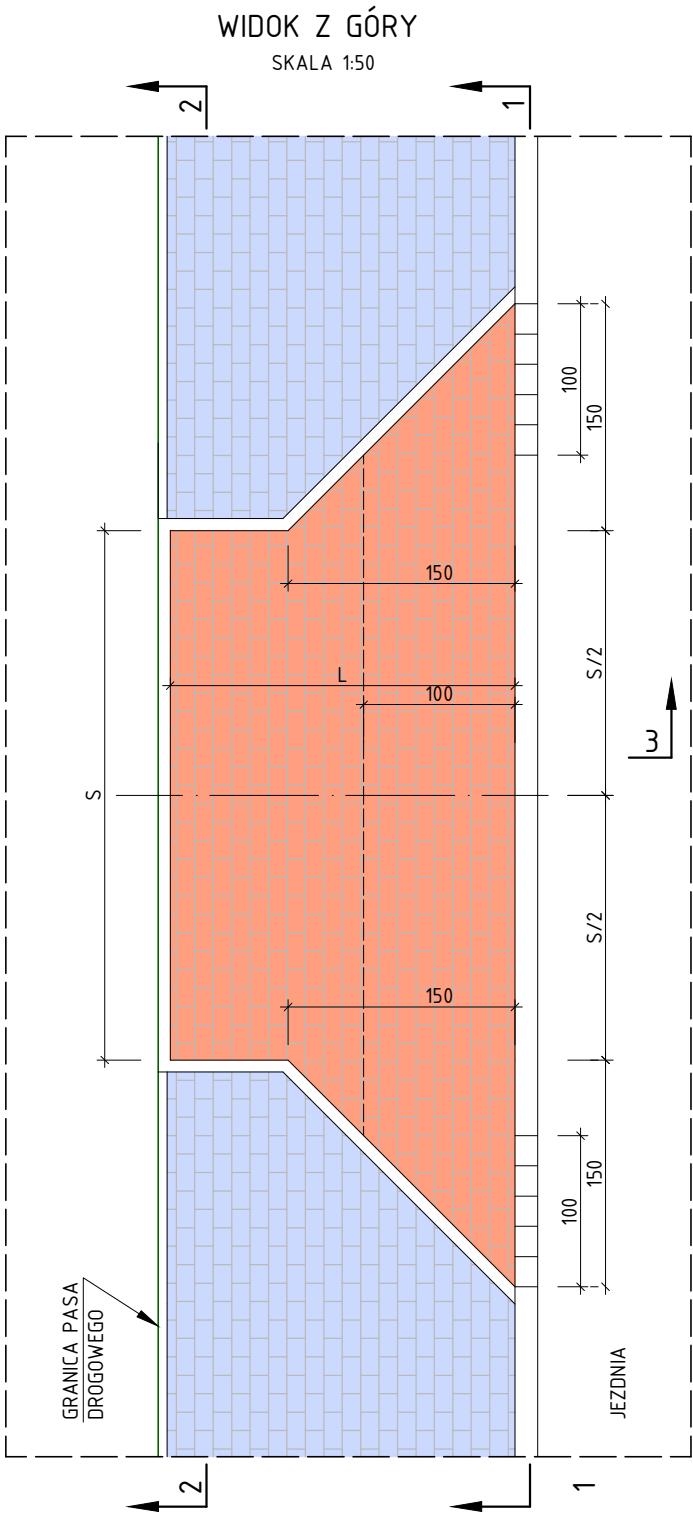 WIDOK Z GÓRY
SKALA 1:50
2
1
100
150
150
L
100
S/2
3
S
S/2
150
150
100
GRANICA PASA
DROGOWEGO
JEZDNIA
2
1